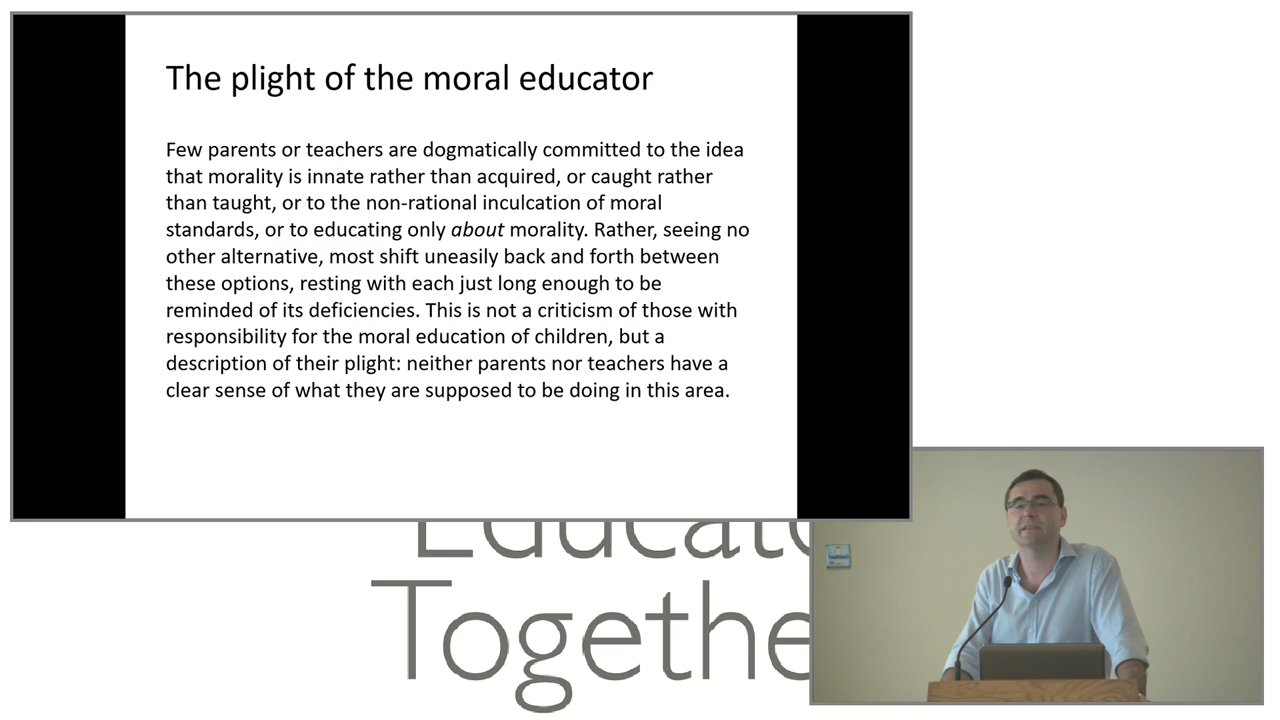 The plight of the moral educator
Few parents or teachers are dogmatically committed to the idea
that morality is innate rather than acquired, or caught rather
than taught, or to the non-rational inculcation of moral
standards, or to educating only about morality. Rather, seeing no
other alternative, most shift uneasily back and forth between
these options, resting with each just long enough to be
reminded of its deficiencies. This is not a criticism of those with
responsibility for the moral education of children, but a
description of their plight: neither parents nor teachers have a
clear sense of what they are supposed to be doing in this area.
Educato
Togethe